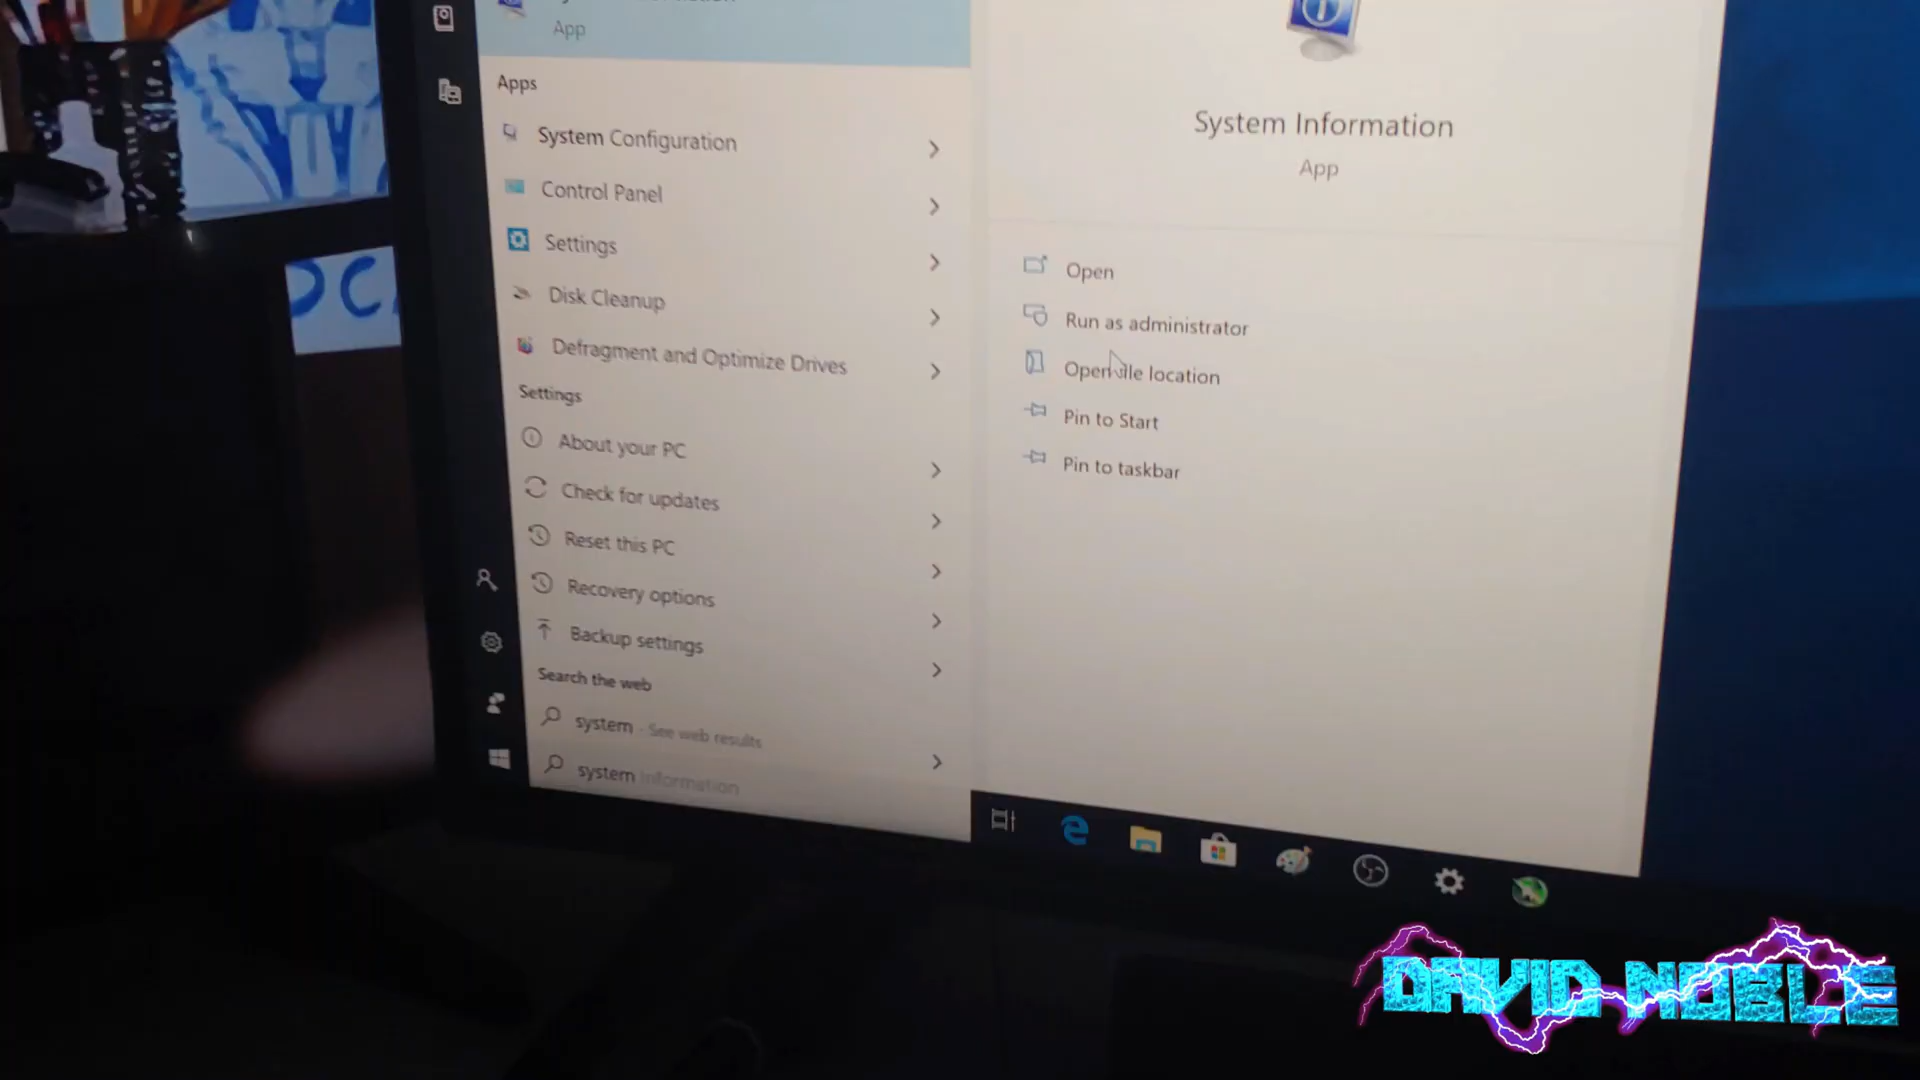 App
Apps
System Configuration
Control Panel
Settings
Disk Cleanup
Defragment and Optimize Drives
Settings
About your PC
Check for updates
Reset this PC
Recovery options
Backup settings
Search the web
system - See web results
system information
System Information
App
Open
Run as administrator
Open file location
Pin to Start
Pin to taskbar
DAVID NOBLE